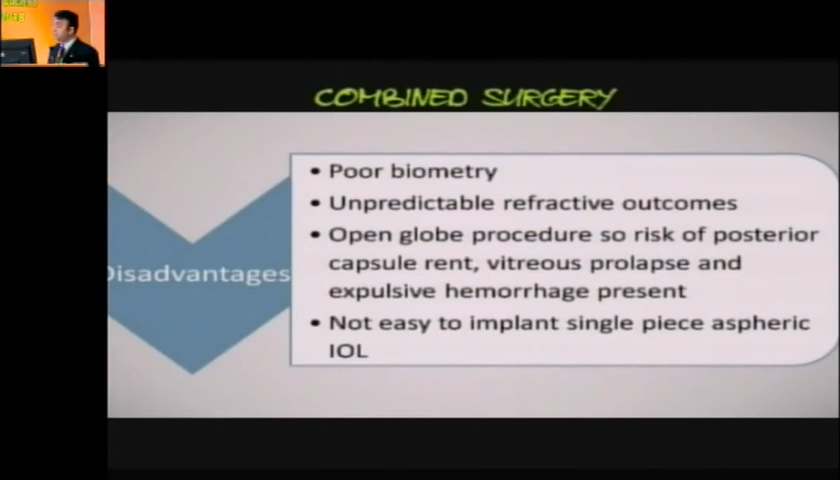 COMBINED SURGERY
• Poor biometry
• Unpredictable refractive outcomes
• Open globe procedure so risk of posterior
capsule rent, vitreous prolapse and
expulsive hemorrhage present
• Not easy to implant single piece aspheric
IOL
Disadvantages